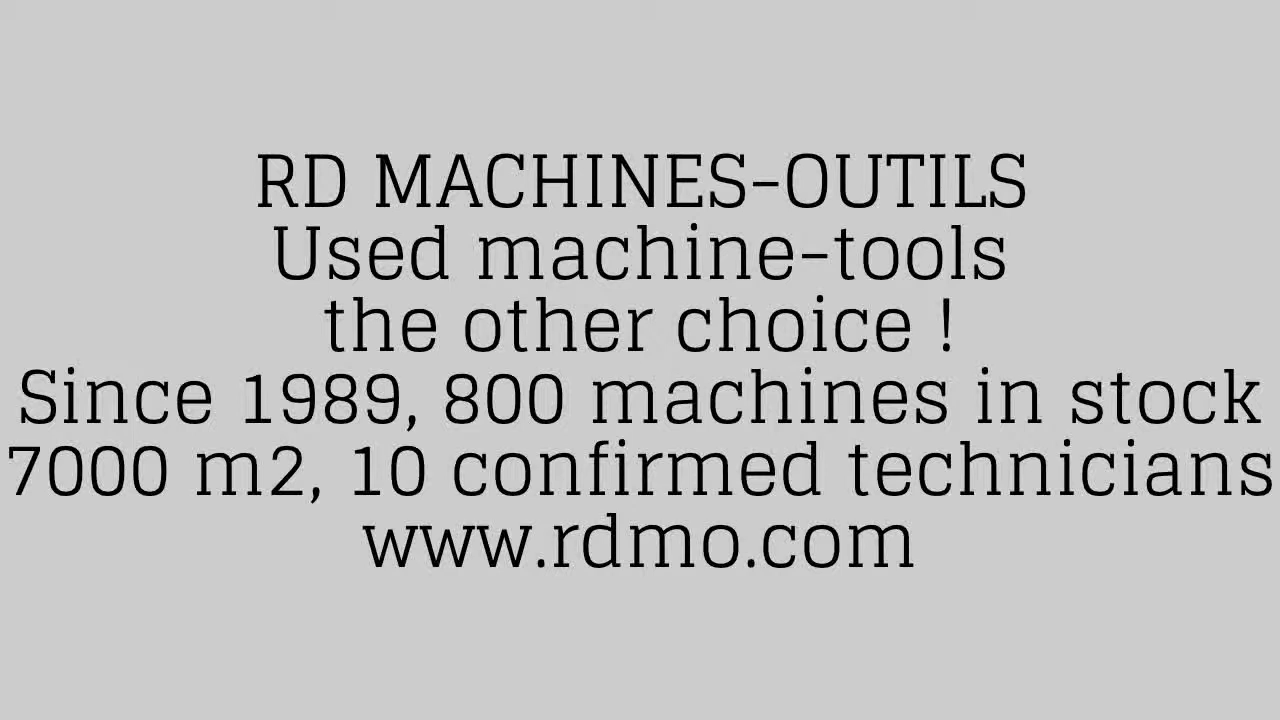 RD MACHINES-OUTILS
Used machine-tools
the other choice !
Since 1989, 800 machines in stock
7000 m2, 10 confirmed technicians
www.rdmo.com